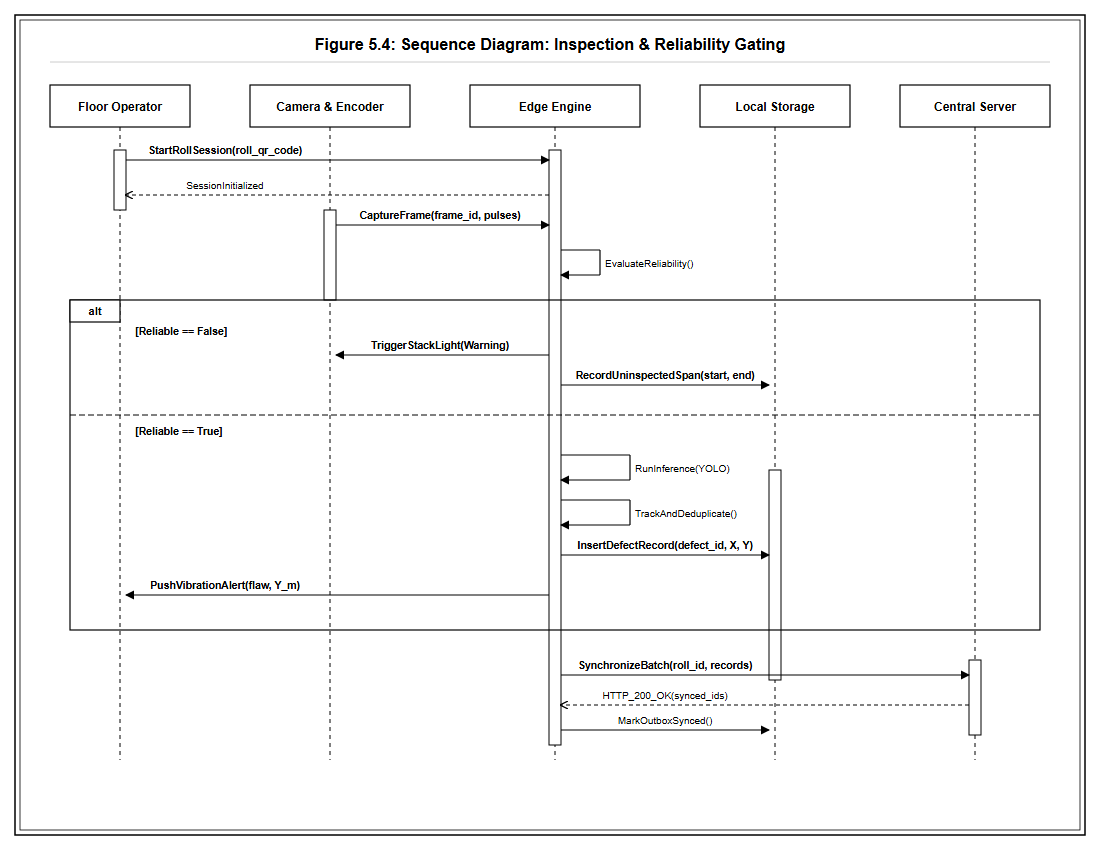 Figure 5.4: Sequence Diagram: Inspection & Reliability Gating
Floor Operator
Camera & Encoder
Edge Engine
Local Storage
Central Server
StartRollSession(roll_qr_code)
SessionInitialized
CaptureFrame(frame_id, pulses)
EvaluateReliability()
alt
[Reliable == False]
TriggerStackLight(Warning)
RecordUninspectedSpan(start, end)
[Reliable == True]
RunInference(YOLO)
TrackAndDeduplicate()
InsertDefectRecord(defect_id, X, Y)
PushVibrationAlert(flaw, Y_m)
SynchronizeBatch(roll_id, records)
HTTP_200_OK(synced_ids)
MarkOutboxSynced()